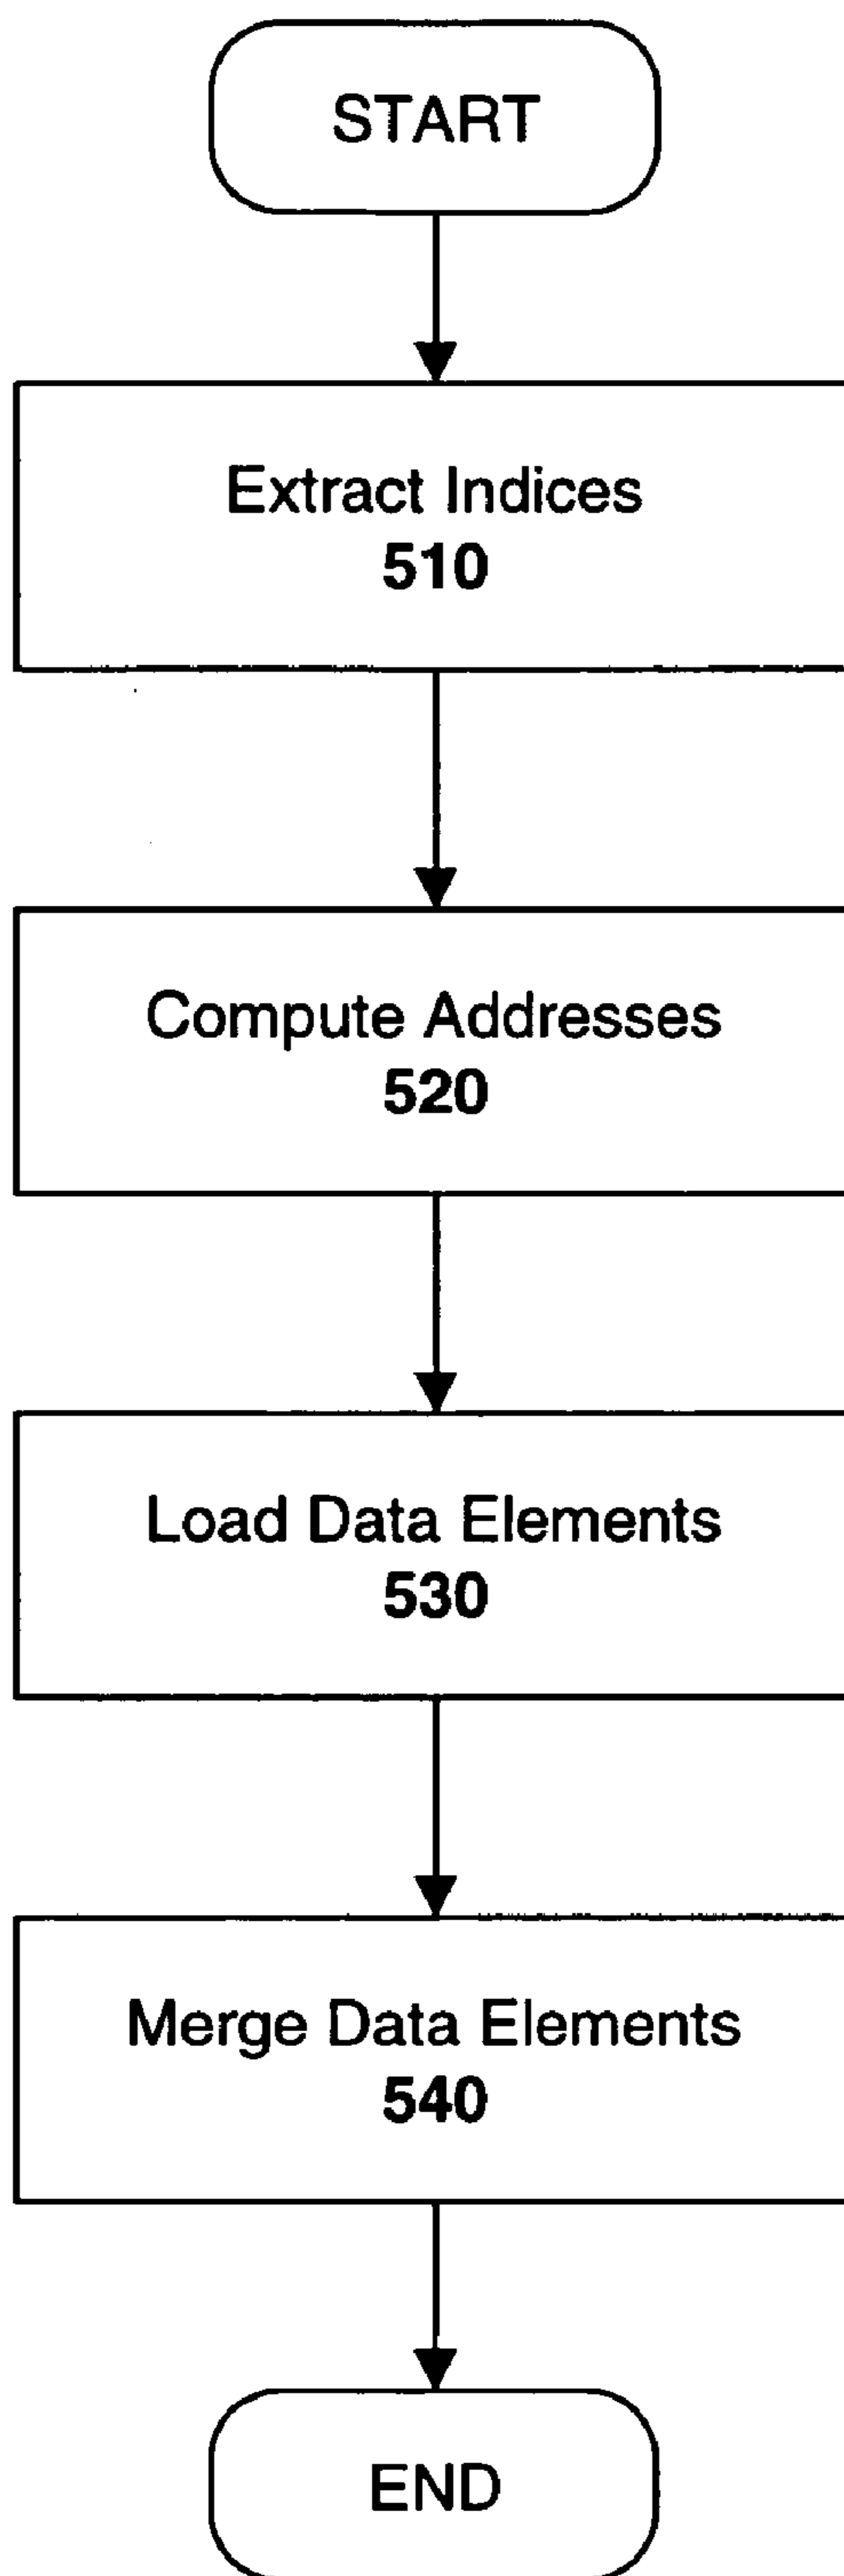 START
Extract Indices
510
Compute Addresses
520
Load Data Elements
530
Merge Data Elements
540
END